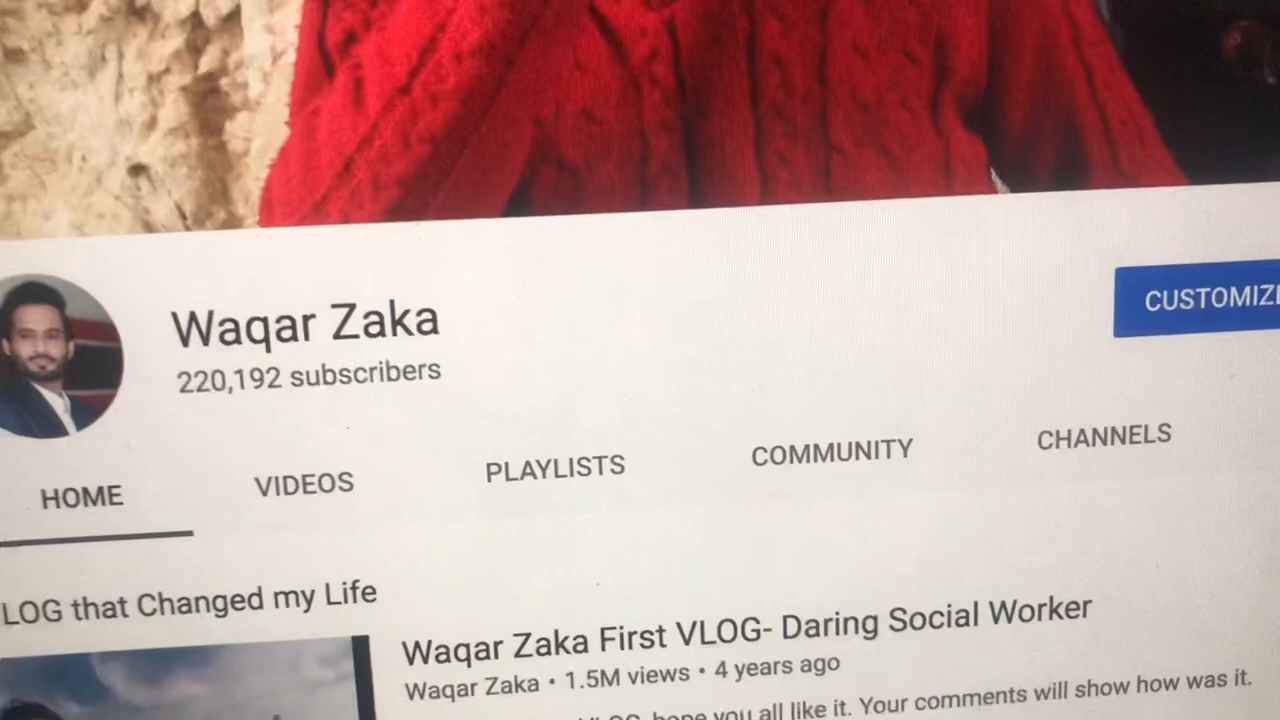 Waqar Zaka
220,192 subscribers
CUSTOMIZ
HOME VIDEOS PLAYLISTS COMMUNITY CHANNELS
LOG that Changed my Life
Waqar Zaka First VLOG- Daring Social Worker
Waqar Zaka • 1.5M views • 4 years ago
hope you all like it. Your comments will show how was it.